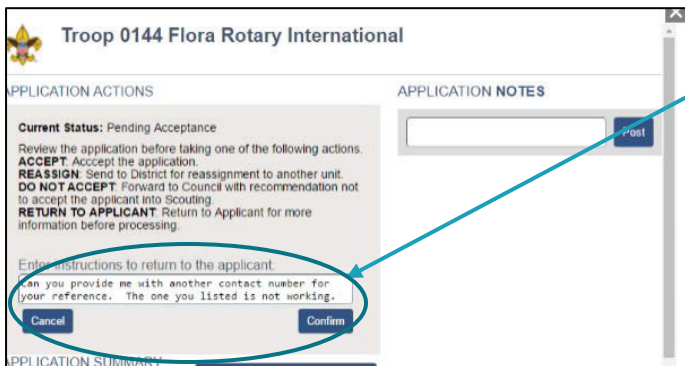 Troop 0144 Flora Rotary International
APPLICATION ACTIONS
Current Status: Pending Acceptance
Review the application before taking one of the following actions.
ACCEPT: Acccept the application.
REASSIGN: Send to District for reassignment to another unit.
DO NOT ACCEPT: Forward to Council with recommendation not
to accept the applicant into Scouting.
RETURN TO APPLICANT: Return to Applicant for more
information before processing.
Enter instructions to return to the applicant.
Can you provide me with another contact number for
your reference. The one you listed is not working.
Cancel
Confirm
APPLICATION SUMMARY
APPLICATION NOTES
Post